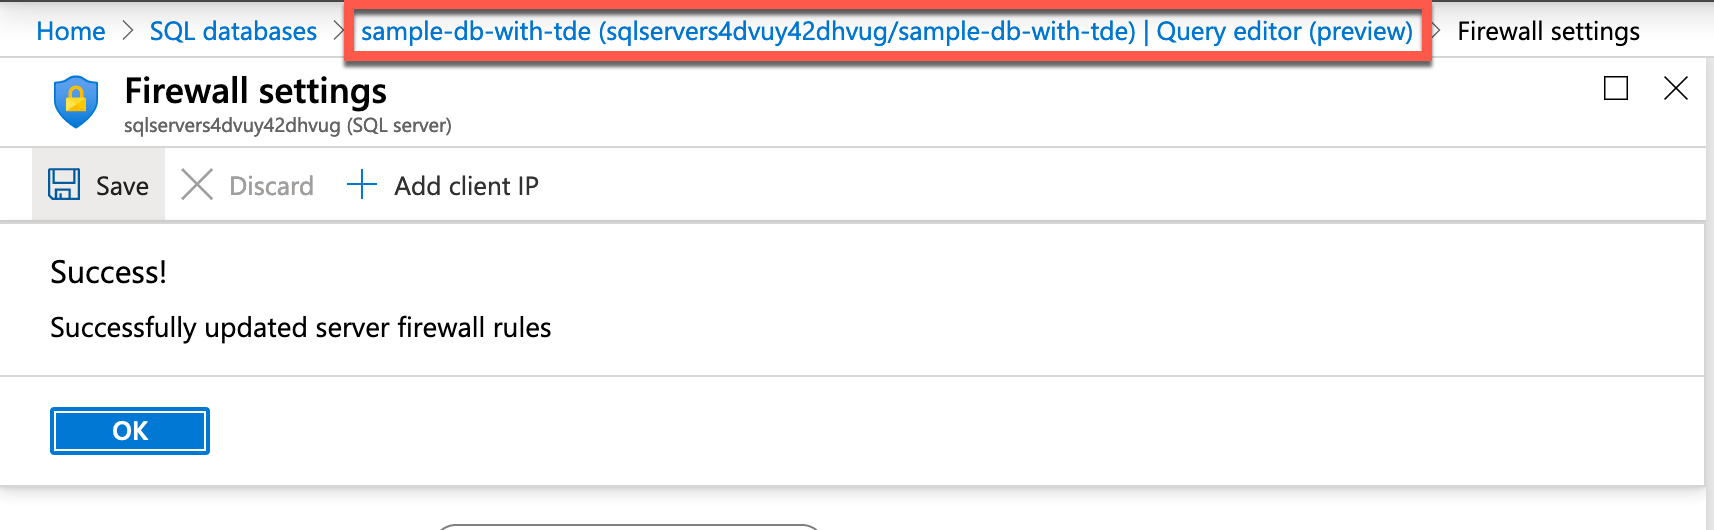 Home > SQL databases > sample-db-with-tde (sqlservers4dvuy42dhvug/sample-db-with-tde) | Query editor (preview) > Firewall settings
Firewall settings
sqlservers4dvuy42dhvug (SQL server)
Save Discard Add client IP
Success!
Successfully updated server firewall rules
OK